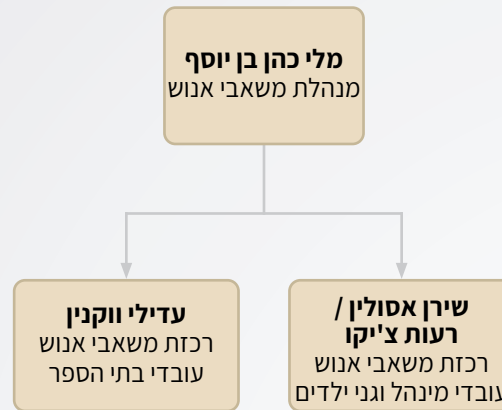 מלי כהן בן יוסף
מנהלת משאבי אנוש
שירן אסולין /
רעות צ'יקו
רכזת משאבי אנוש
עובדי מינהל וגני ילדים
עדילי ווקנין
רכזת משאבי אנוש
עובדי בתי הספר